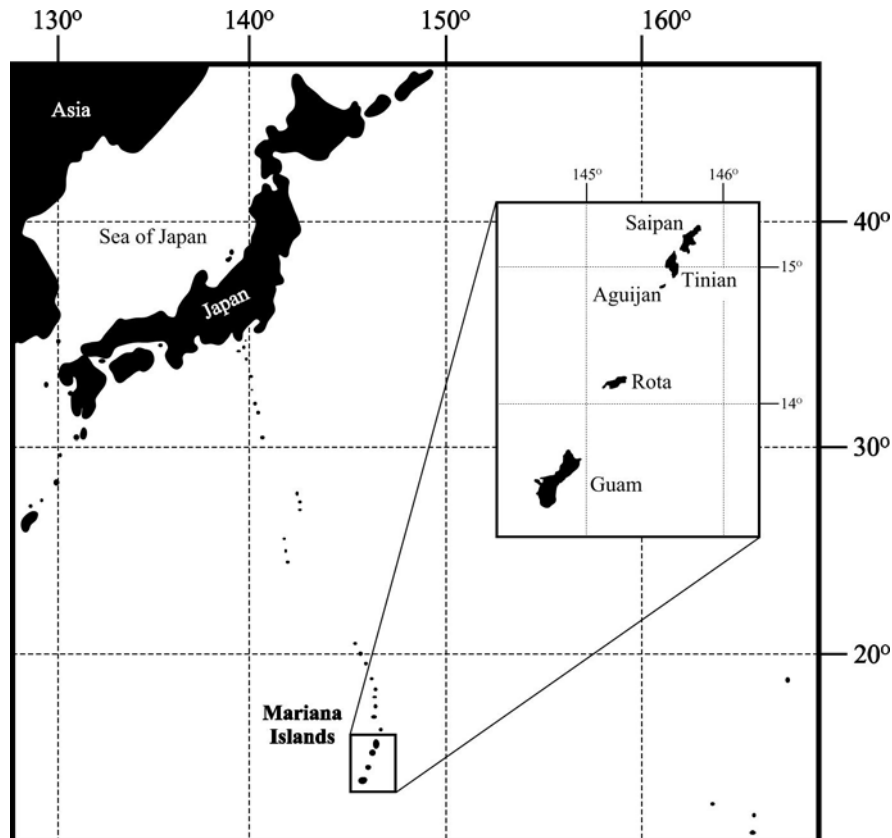 130º 140º 150º 160º
Asia
145º 146º
Saipan
40º
Sea of Japan
15º
Tinian
Aguijan
Japan
Rota
14º
30º
Guam
20º
Mariana
Islands